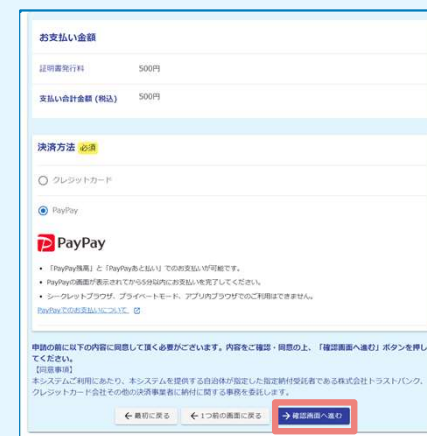 お支払い金額
証明書発行料 500円
支払い合計金額 (税込) 500円
決済方法 必須
クレジットカード
PayPay
PayPay
• 「PayPay残高」と「PayPayあと払い」でのお支払いが可能です。
• PayPayの画面が表示されてから5分以内にお支払いを完了してください。
• シークレットブラウザ、プライベートモード、アプリ内ブラウザでのご利用はできません。
PayPayでのお支払いについて
申請の前に以下の内容に同意して頂く必要がございます。内容をご確認・同意の上、「確認画面へ進む」ボタンを押し
てください。
【同意事項】
本システムご利用にあたり、本システムを提供する自治体が指定した指定納付受託者である株式会社トラストバンク、
クレジットカード会社その他の決済事業者に納付に関する事務を委託します。
← 最初に戻る ← 1つ前の画面に戻る → 確認画面へ進む